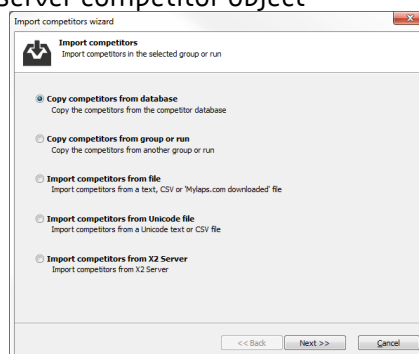 server competitor object
Import competitors wizard
Import competitors
Import competitors in the selected group or run
Copy competitors from database
Copy the competitors from the competitor database
Copy competitors from group or run
Copy the competitors from another group or run
Import competitors from file
Import competitors from a text, CSV or 'Mylaps.com downloaded' file
Import competitors from Unicode file
Import competitors from a Unicode text or CSV file
Import competitors from X2 Server
Import competitors from X2 Server
<< Back Next >> Cancel